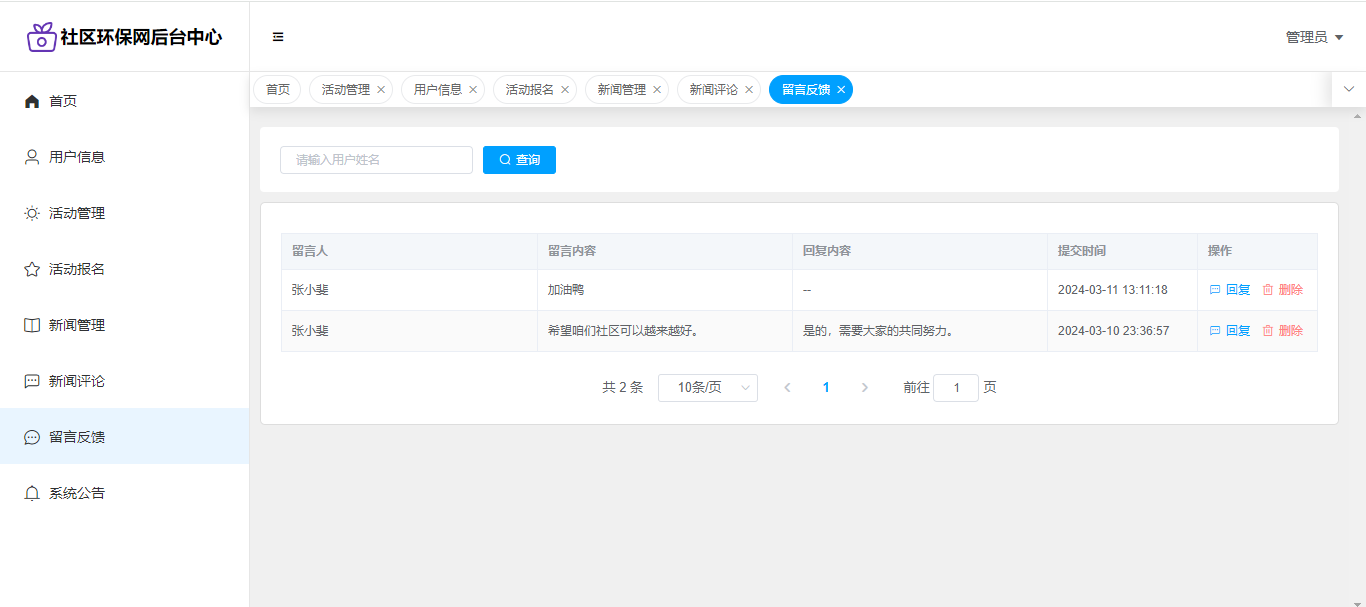 社区环保网后台中心
管理员
首页 活动管理 用户信息 活动报名 新闻管理 新闻评论 留言反馈
首页
用户信息
活动管理
活动报名
新闻管理
新闻评论
留言反馈
系统公告
请输入用户姓名 查询
留言人 留言内容 回复内容 提交时间 操作
张小斐 加油鸭 -- 2024-03-11 13:11:18 回复 删除
张小斐 希望咱们社区可以越来越好。 是的，需要大家的共同努力。 2024-03-10 23:36:57 回复 删除
共 2 条 10条/页 1 前往 1 页